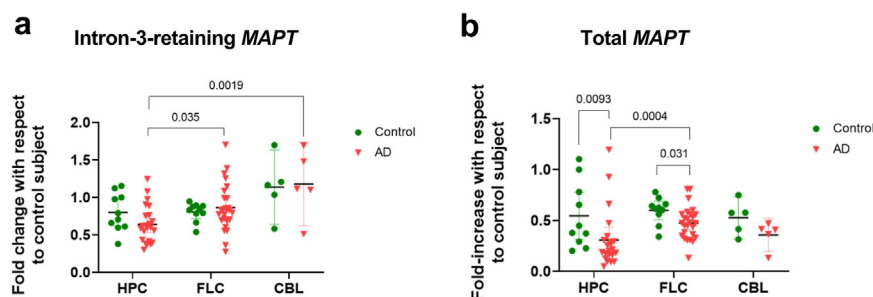 a
Intron-3-retaining MAPT
Fold change with respect
to control subject
2.0
1.5
1.0
0.5
0.0
0.0019
0.035
HPC
FLC
CBL
Control
AD
b
Total MAPT
Fold-increase with respect
to control subject
1.5
1.0
0.5
0.0
0.0093
0.0004
0.031
HPC
FLC
CBL
Control
AD